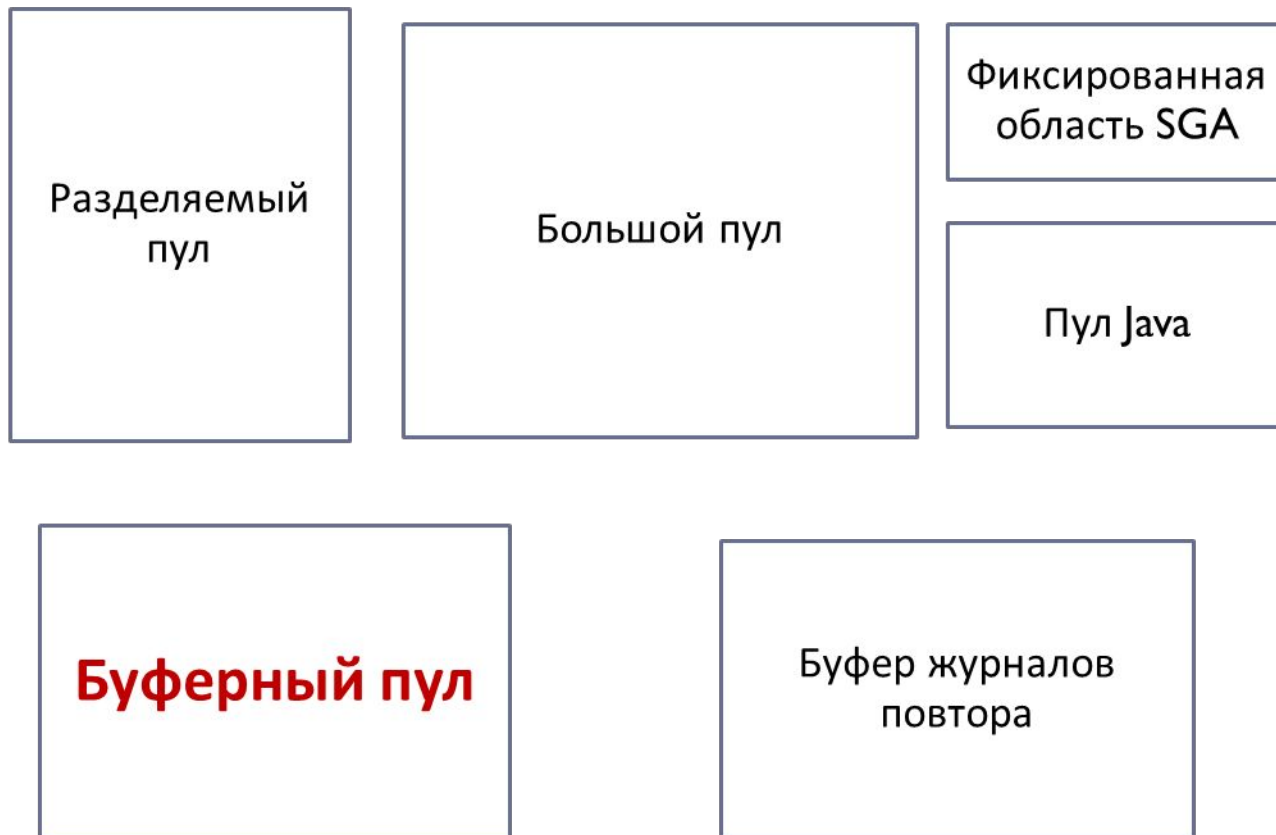 Разделяемый
пул
Большой пул
Фиксированная
область SGA
Пул Java
Буферный пул
Буфер журналов
повтора